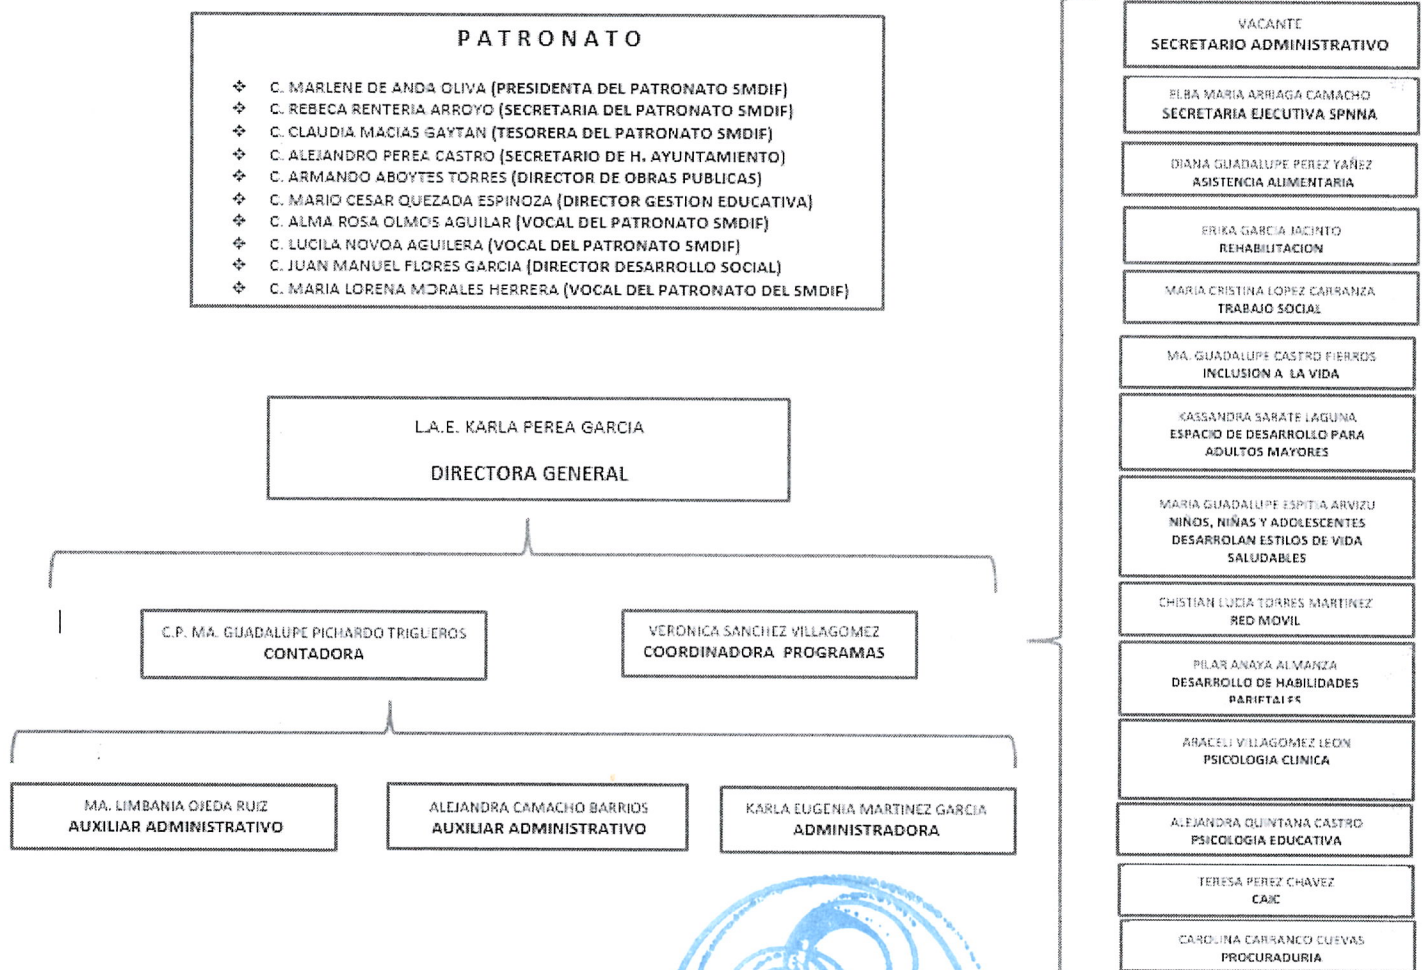 PATRONATO
❖ C. MARLENE DE ANDA OLIVA (PRESIDENTA DEL PATRONATO SMDIF)
❖ C. REBECA RENTERIA ARROYO (SECRETARIA DEL PATRONATO SMDIF)
❖ C. CLAUDIA MACIAS GAYTAN (TESORERA DEL PATRONATO SMDIF)
❖ C. ALEJANDRO PEREA CASTRO (SECRETARIO DE H. AYUNTAMIENTO)
❖ C. ARMANDO ABOYTES TORRES (DIRECTOR DE OBRAS PUBLICAS)
❖ C. MARIO CESAR QUEZADA ESPINOZA (DIRECTOR GESTION EDUCATIVA)
❖ C. ALMA ROSA OLMOS AGUILAR (VOCAL DEL PATRONATO SMDIF)
❖ C. LUCILA NOVOA AGUILERA (VOCAL DEL PATRONATO SMDIF)
❖ C. JUAN MANUEL FLORES GARCIA (DIRECTOR DESARROLLO SOCIAL)
❖ C. MARIA LORENA MORALES HERRERA (VOCAL DEL PATRONATO DEL SMDIF)
L.A.E. KARLA PEREA GARCIA
DIRECTORA GENERAL
C.P. MA. GUADALUPE PICHARDO TRIGUEROS
CONTADORA
VERONICA SANCHEZ VILLAGOMEZ
COORDINADORA PROGRAMAS
MA. LIMBANIA OJEDA RUIZ
AUXILIAR ADMINISTRATIVO
ALEJANDRA CAMACHO BARRIOS
AUXILIAR ADMINISTRATIVO
KARLA EUGENIA MARTINEZ GARCIA
ADMINISTRADORA
VACANTE
SECRETARIO ADMINISTRATIVO
ELBA MARIA ARRIAGA CAMACHO
SECRETARIA EJECUTIVA SPNNA
DIANA GUADALUPE PEREZ YAÑEZ
ASISTENCIA ALIMENTARIA
ERIKA GARCIA JACINTO
REHABILITACION
MARIA CRISTINA LOPEZ CARRANZA
TRABAJO SOCIAL
MA. GUADALUPE CASTRO FIERROS
INCLUSION A LA VIDA
KASSANDRA SARATE LAGUNA
ESPACIO DE DESARROLLO PARA
ADULTOS MAYORES
MARIA GUADALUPE ESPITIA ARVIZU
NIÑOS, NIÑAS Y ADOLESCENTES
DESARROLAN ESTILOS DE VIDA
SALUDABLES
CHISTIAN LUCIA TORRES MARTINEZ
RED MOVIL
PILAR ANAYA ALMANZA
DESARROLLO DE HABILIDADES
PARIETALES
ARACELI VILLAGOMEZ LEON
PSICOLOGIA CLINICA
ALEJANDRA QUINTANA CASTRO
PSICOLOGIA EDUCATIVA
TERESA PEREZ CHAVEZ
CAIC
CAROLINA CARRANCO CUEVAS
PROCURADURIA